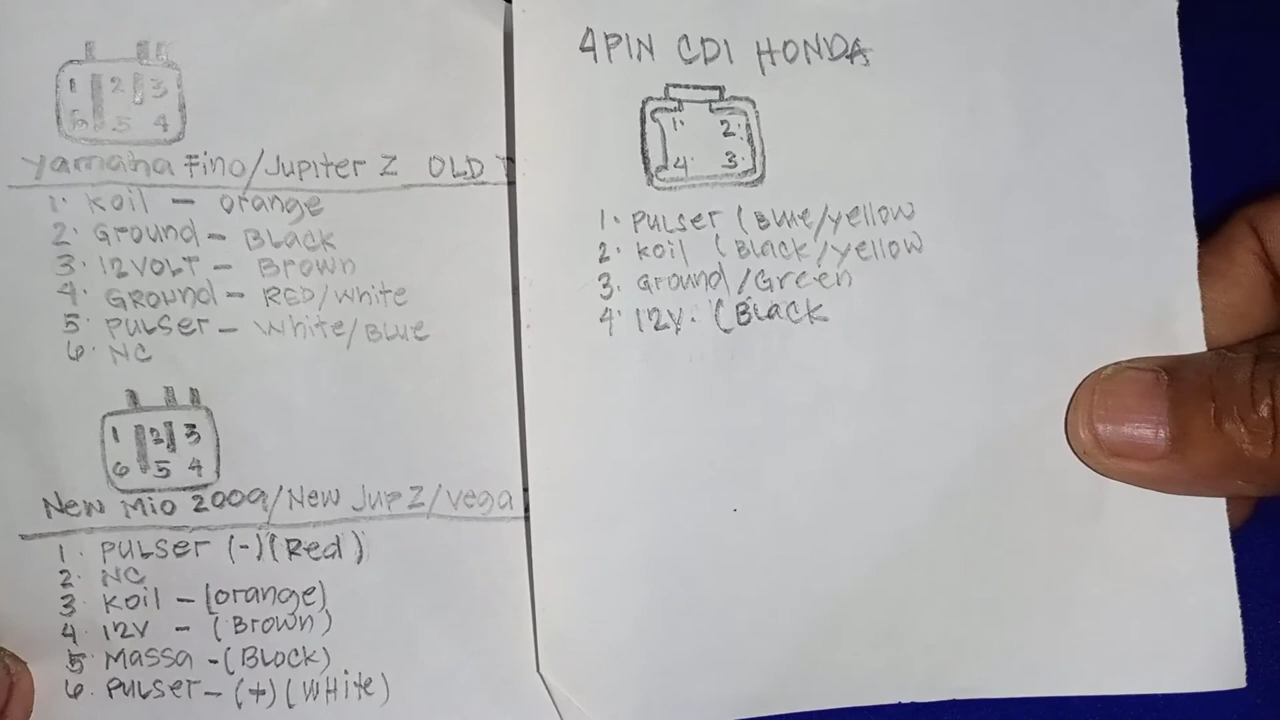 1 2 3
6 5 4
Yamaha Fino/Jupiter Z OLD
1. Koil - orange
2. Ground - Black
3. 12VOLT - Brown
4. GROUND - RED/White
5. PULSER - White/BLUE
6. NC
1 2 3
6 5 4
New Mio 2009/New Jup Z/Vega
1. PULSER (-)(Red)
2. NC
3. Koil - (orange)
4. 12V - (Brown)
5. MASSA - (BLOCK)
6. PULSER - (+)(White)
4PIN CDI HONDA
1. 2.
4. 3.
1. PULSER (BLUE/yellow
2. Koil (Black/yellow
3. Ground/Green
4. 12V. (Black